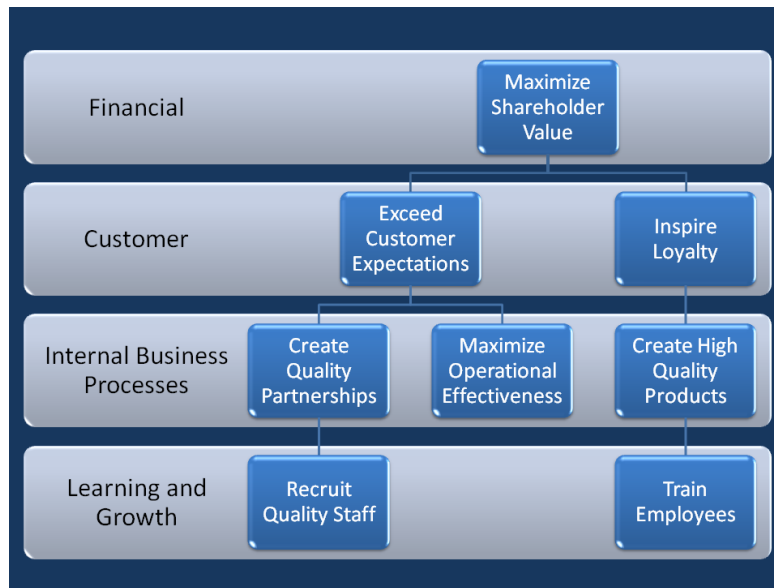 Financial
Maximize
Shareholder
Value
Customer
Exceed
Customer
Expectations
Inspire
Loyalty
Internal Business
Processes
Create
Quality
Partnerships
Maximize
Operational
Effectiveness
Create High
Quality
Products
Learning and
Growth
Recruit
Quality Staff
Train
Employees